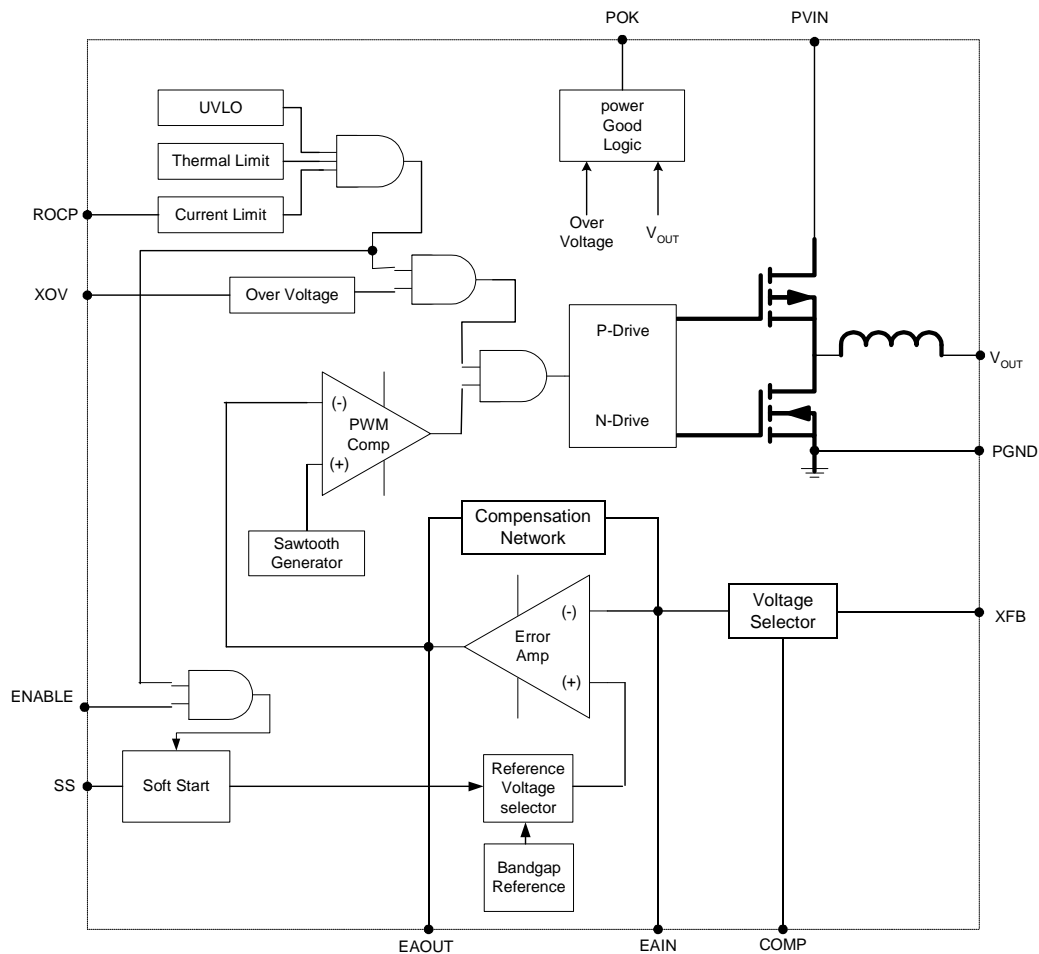 POK
PVIN
UVLO
power
Good
Logic
Thermal Limit
ROCP
Current Limit
Over
Voltage
VOUT
XOV
Over Voltage
P-Drive
VOUT
(-)
PWM
Comp
N-Drive
(+)
PGND
Compensation
Network
Sawtooth
Generator
Voltage
Selector
(-)
XFB
Error
Amp
(+)
ENABLE
SS
Soft Start
Reference
Voltage
selector
Bandgap
Reference
EAOUT
EAIN
COMP